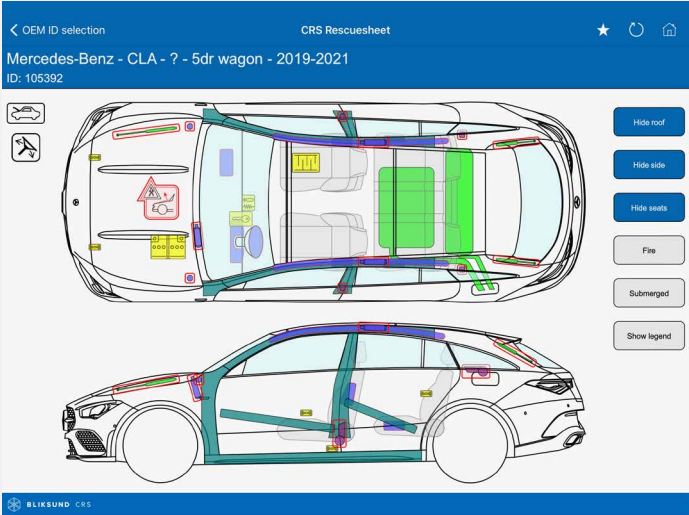 OEM ID selection
CRS Rescuesheet
Mercedes-Benz - CLA - ? - 5dr wagon - 2019-2021
ID: 105392
Hide roof
Hide side
Hide seats
Fire
Submerged
Show legend
BLIKSUND CRS